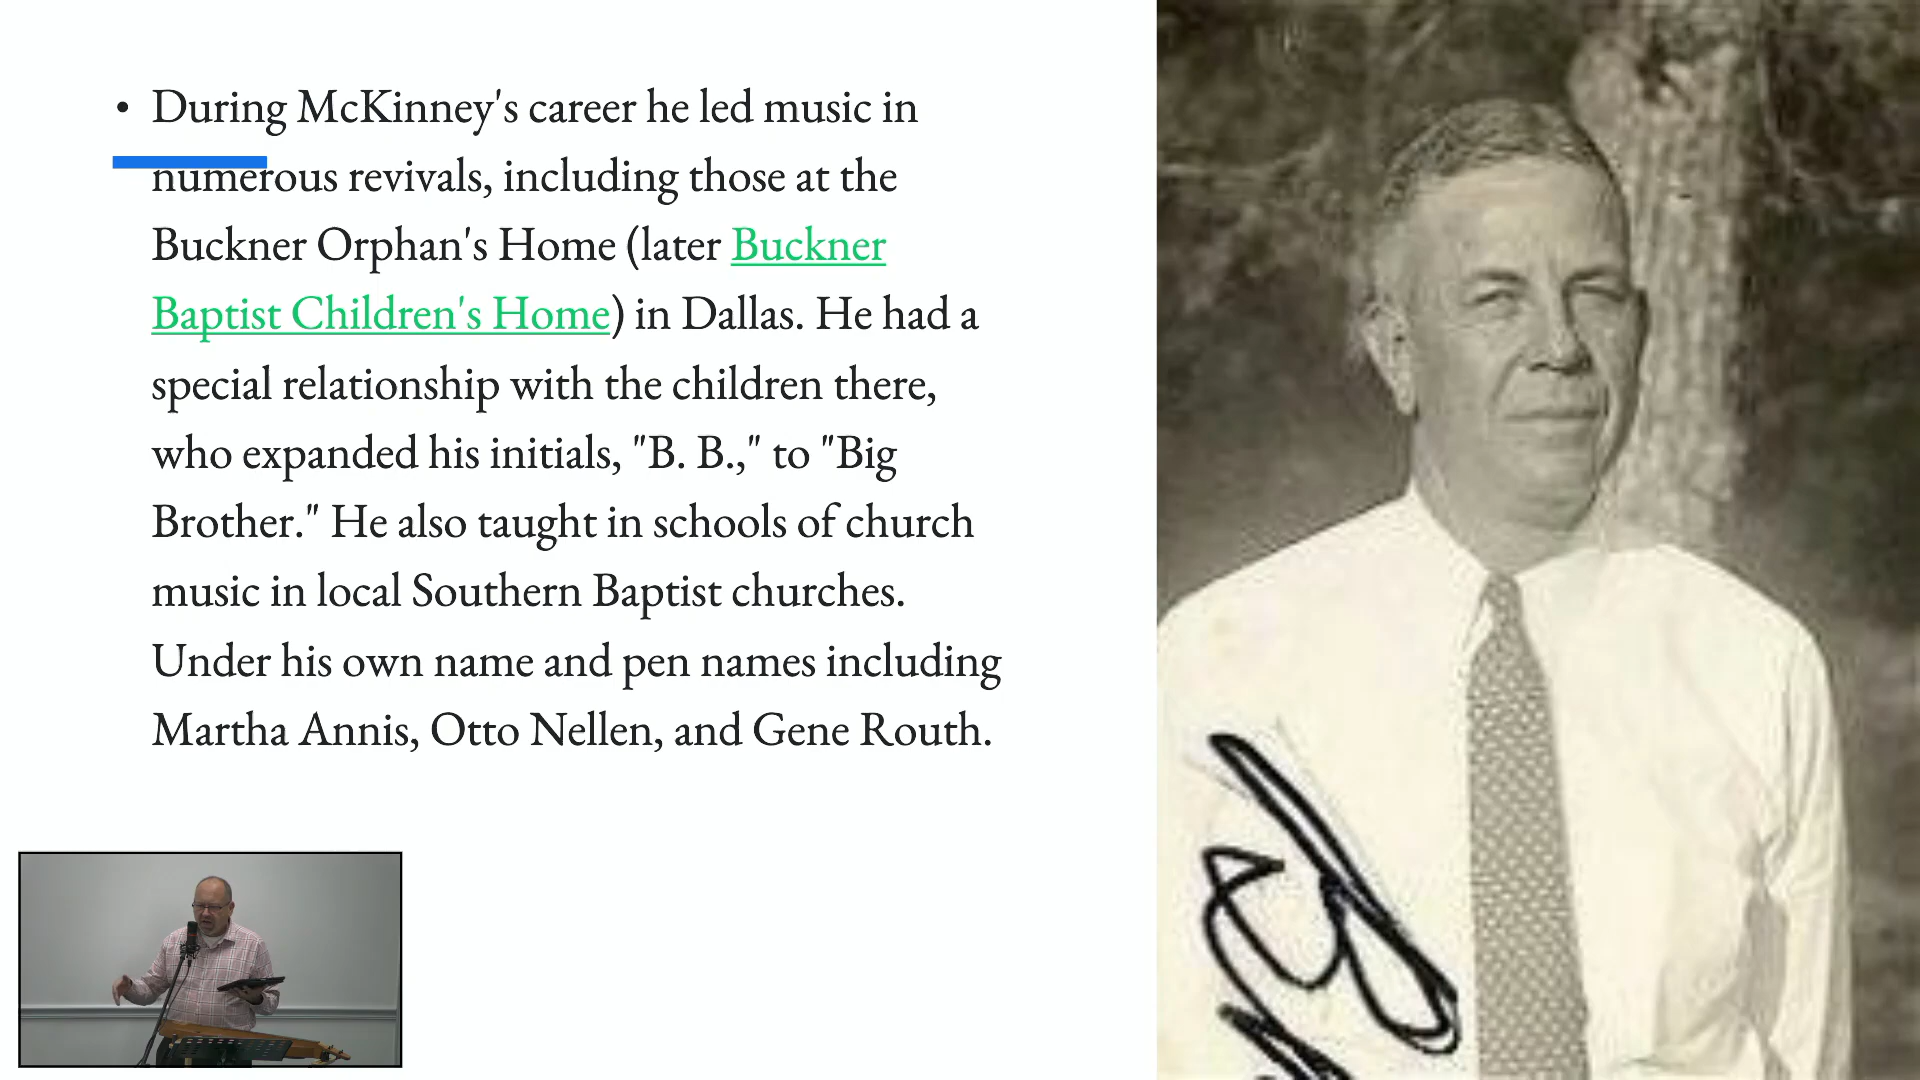 • During McKinney's career he led music in
numerous revivals, including those at the
Buckner Orphan's Home (later Buckner
Baptist Children's Home) in Dallas. He had a
special relationship with the children there,
who expanded his initials, "B. B.," to "Big
Brother." He also taught in schools of church
music in local Southern Baptist churches.
Under his own name and pen names including
Martha Annis, Otto Nellen, and Gene Routh.